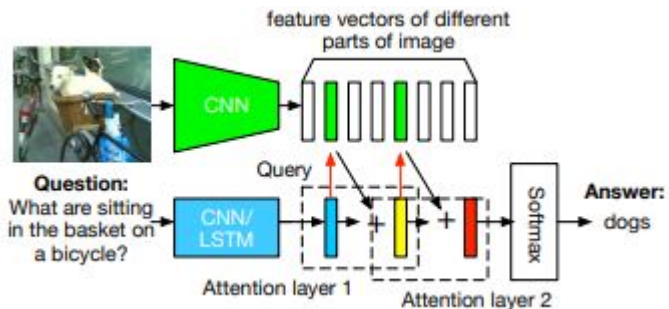 feature vectors of different
parts of image
CNN
Query
Question:
What are sitting
in the basket on
a bicycle?
CNN/
LSTM
+
+
Softmax
Answer:
dogs
Attention layer 1
Attention layer 2